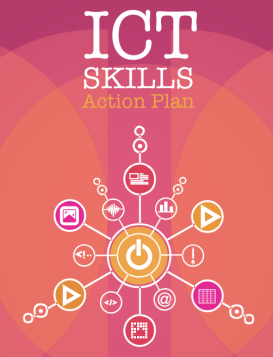 ICT
SKILLS
Action Plan
<!--
!
</>
@